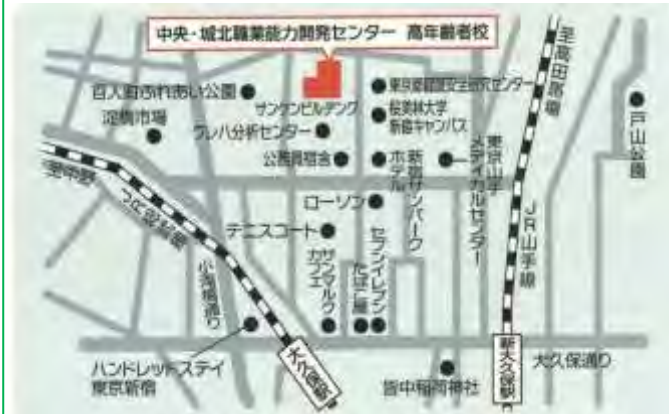 中央・城北職業能力開発センター 高年齢者校
至高田馬場
百人町ふれあい公園
サンケンビルヂング
東京都健康安全研究センター
淀橋市場
クレハ分析センター
桜美林大学
新宿キャンパス
戸山公園
公務員宿舎
新宿サンパーク
ホテル
東京山手
メディカルセンター
至中野
ローソン
JR山手線
テニスコート
小滝橋通り
サンマルク
カフェ
たばこ屋
セブンイレブン
ハンドレッドステイ
東京新宿
大久保駅
皆中稲荷神社
新大久保駅
大久保通り